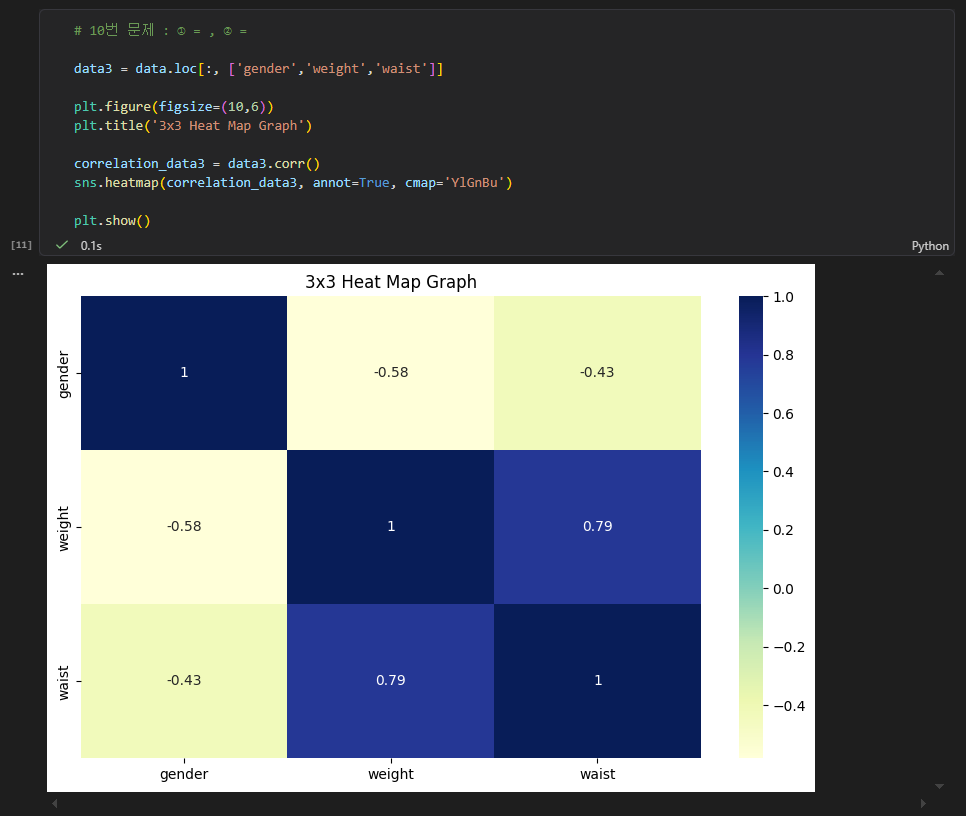 # 10번 문제 : ① = , ② =
data3 = data.loc[:, ['gender','weight','waist']]
plt.figure(figsize=(10,6))
plt.title('3x3 Heat Map Graph')
correlation_data3 = data3.corr()
sns.heatmap(correlation_data3, annot=True, cmap='YlGnBu')
plt.show()
[11] ✓ 0.1s Python
...
3x3 Heat Map Graph
gender 1 -0.58 -0.43
weight -0.58 1 0.79
waist -0.43 0.79 1
gender weight waist
1.0
0.8
0.6
0.4
0.2
0.0
−0.2
−0.4